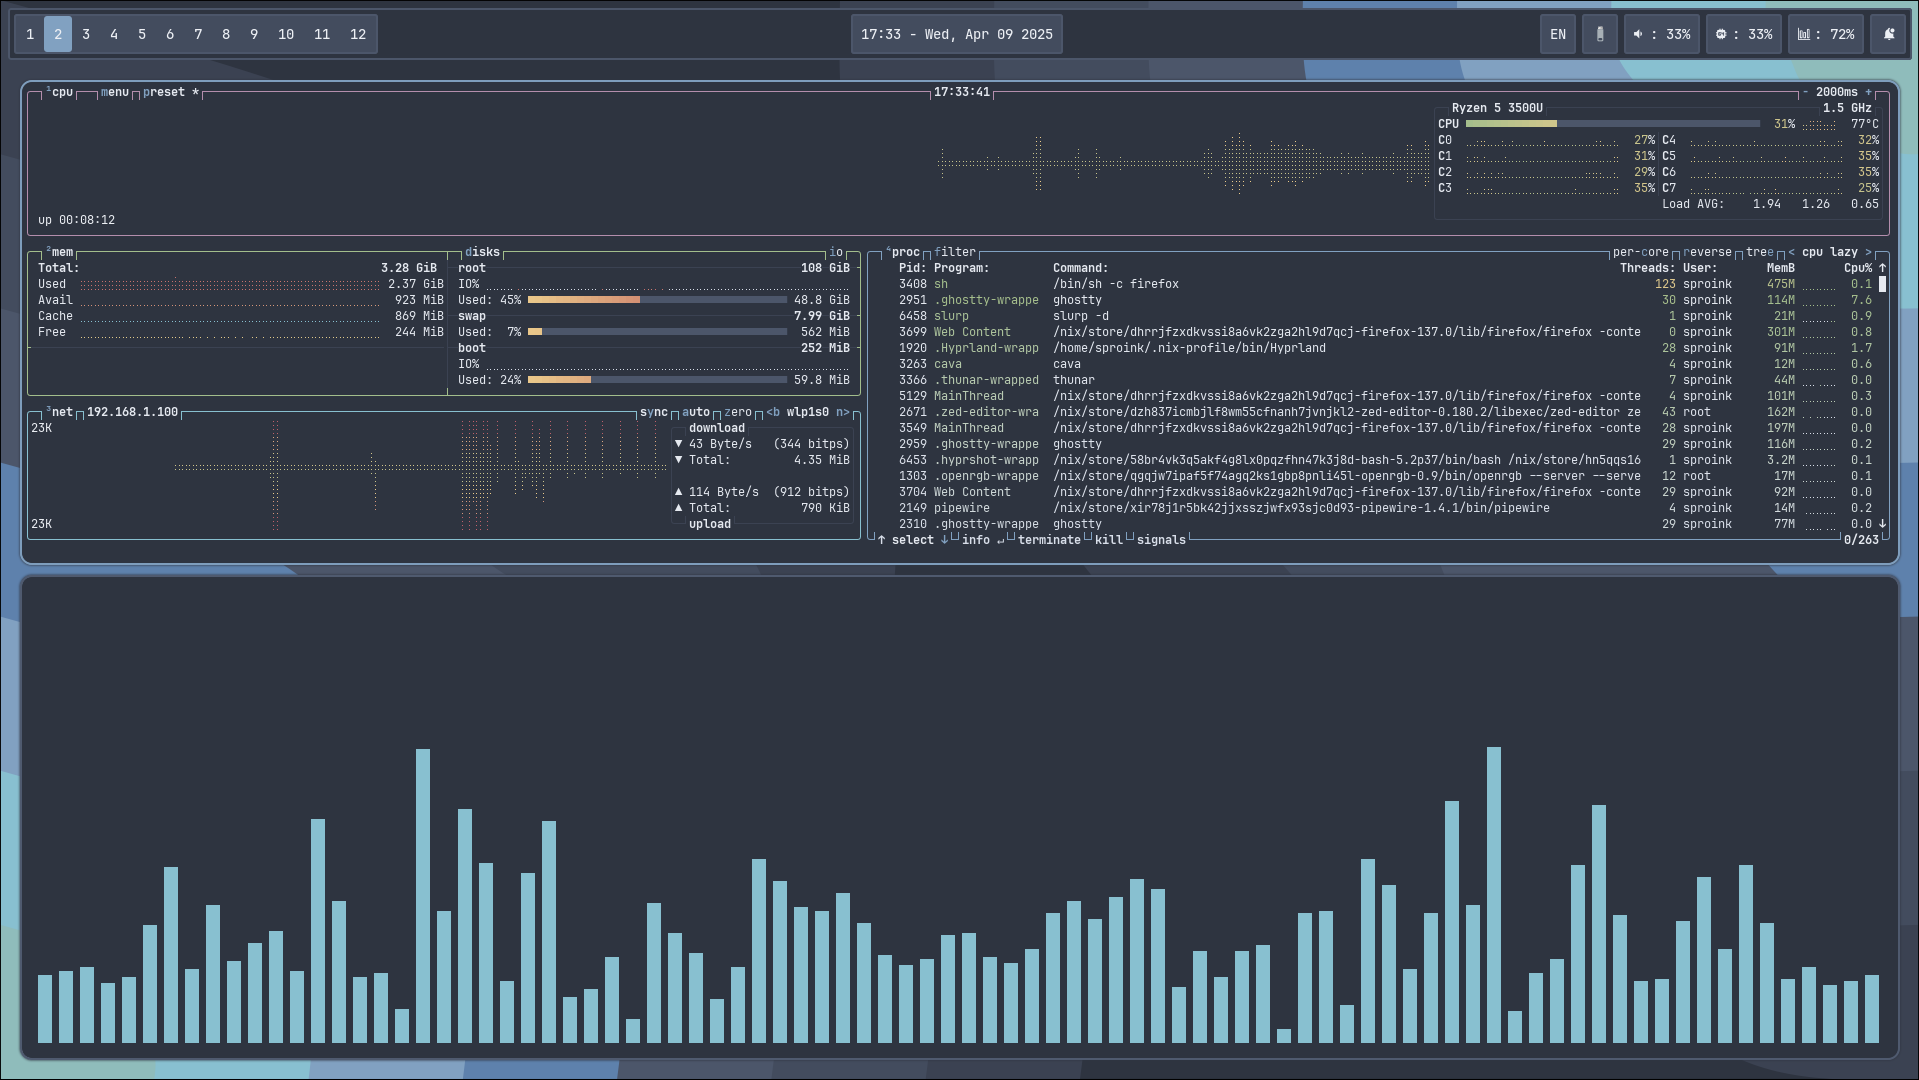 1 2 3 4 5 6 7 8 9 10 11 12
17:33 - Wed, Apr 09 2025
EN : 33% : 33% : 72%
¹cpu menu preset * 17:33:41 - 2000ms +
Ryzen 5 3500U 1.5 GHz
CPU 31% 77°C
C0 27% C4 32%
C1 31% C5 35%
C2 29% C6 35%
C3 35% C7 25%
Load AVG: 1.94 1.26 0.65
up 00:08:12
²mem
Total: 3.28 GiB
Used 2.37 GiB
Avail 923 MiB
Cache 869 MiB
Free 244 MiB
disks io
root 108 GiB
IO%
Used: 45% 48.8 GiB
swap 7.99 GiB
Used: 7% 562 MiB
boot 252 MiB
IO%
Used: 24% 59.8 MiB
³net 192.168.1.100 sync auto zero <b wlp1s0 n>
23K
download
▼ 43 Byte/s (344 bitps)
▼ Total: 4.35 MiB
▲ 114 Byte/s (912 bitps)
▲ Total: 790 KiB
23K
upload
⁴proc filter per-core reverse tree < cpu lazy >
Pid: Program: Command: Threads: User: MemB Cpu% ↑
3408 sh /bin/sh -c firefox 123 sproink 475M 0.1
2951 .ghostty-wrappe ghostty 30 sproink 114M 7.6
6458 slurp slurp -d 1 sproink 21M 0.9
3699 Web Content /nix/store/dhrrjfzxdkvssi8a6vk2zga2hl9d7qcj-firefox-137.0/lib/firefox/firefox -conte 0 sproink 301M 0.8
1920 .Hyprland-wrapp /home/sproink/.nix-profile/bin/Hyprland 28 sproink 91M 1.7
3263 cava cava 4 sproink 12M 0.6
3366 .thunar-wrapped thunar 7 sproink 44M 0.0
5129 MainThread /nix/store/dhrrjfzxdkvssi8a6vk2zga2hl9d7qcj-firefox-137.0/lib/firefox/firefox -conte 4 sproink 101M 0.3
2671 .zed-editor-wra /nix/store/dzh837icmbjlf8wm55cfnanh7jvnjkl2-zed-editor-0.180.2/libexec/zed-editor ze 43 root 162M 0.0
3549 MainThread /nix/store/dhrrjfzxdkvssi8a6vk2zga2hl9d7qcj-firefox-137.0/lib/firefox/firefox -conte 28 sproink 197M 0.0
2959 .ghostty-wrappe ghostty 29 sproink 116M 0.2
6453 .hyprshot-wrapp /nix/store/58br4vk3q5akf4g8lx0pqzfhn47k3j8d-bash-5.2p37/bin/bash /nix/store/hn5qqs16 1 sproink 3.2M 0.1
1303 .openrgb-wrappe /nix/store/qgqjw7ipaf5f74agq2ks1gbp8pnli45l-openrgb-0.9/bin/openrgb --server --serve 12 root 17M 0.1
3704 Web Content /nix/store/dhrrjfzxdkvssi8a6vk2zga2hl9d7qcj-firefox-137.0/lib/firefox/firefox -conte 29 sproink 92M 0.0
2149 pipewire /nix/store/xir78j1r5bk42jjxsszjwfx93sjc0d93-pipewire-1.4.1/bin/pipewire 4 sproink 14M 0.2
2310 .ghostty-wrappe ghostty 29 sproink 77M 0.0 ↓
↑ select ↓ info ↵ terminate kill signals 0/263